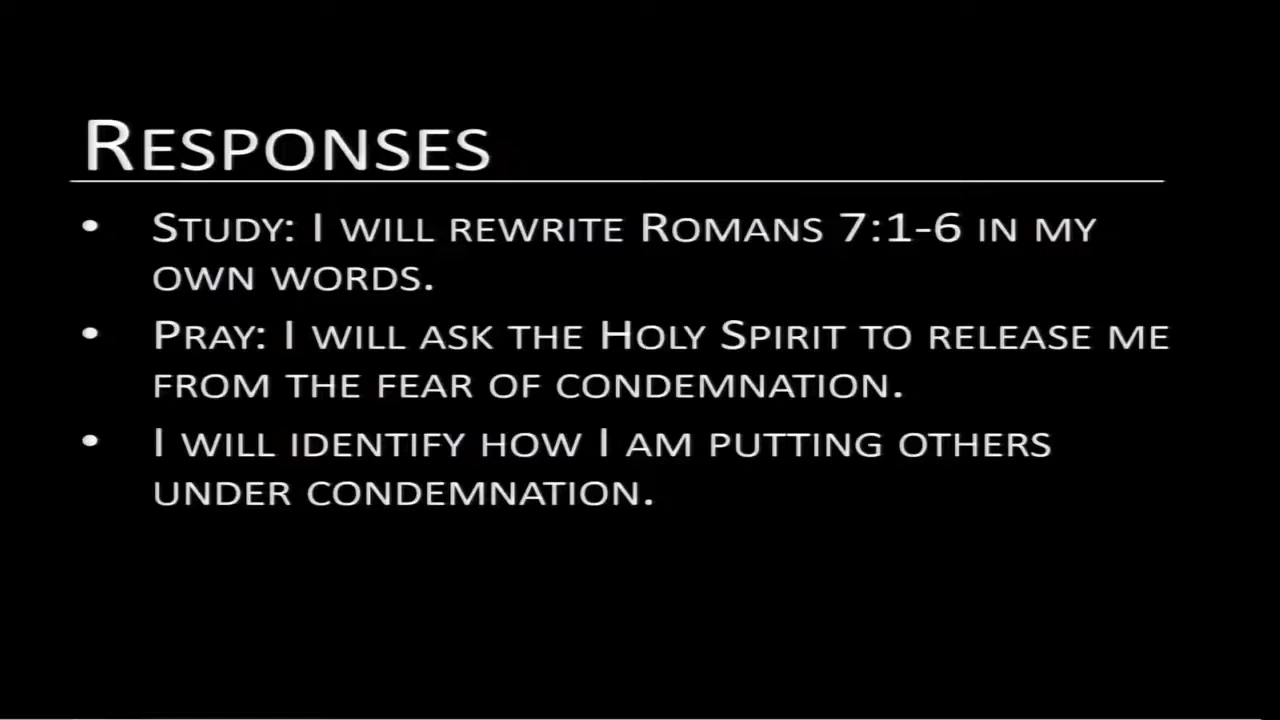 RESPONSES
• STUDY: I WILL REWRITE ROMANS 7:1-6 IN MY
OWN WORDS.
• PRAY: I WILL ASK THE HOLY SPIRIT TO RELEASE ME
FROM THE FEAR OF CONDEMNATION.
• I WILL IDENTIFY HOW I AM PUTTING OTHERS
UNDER CONDEMNATION.